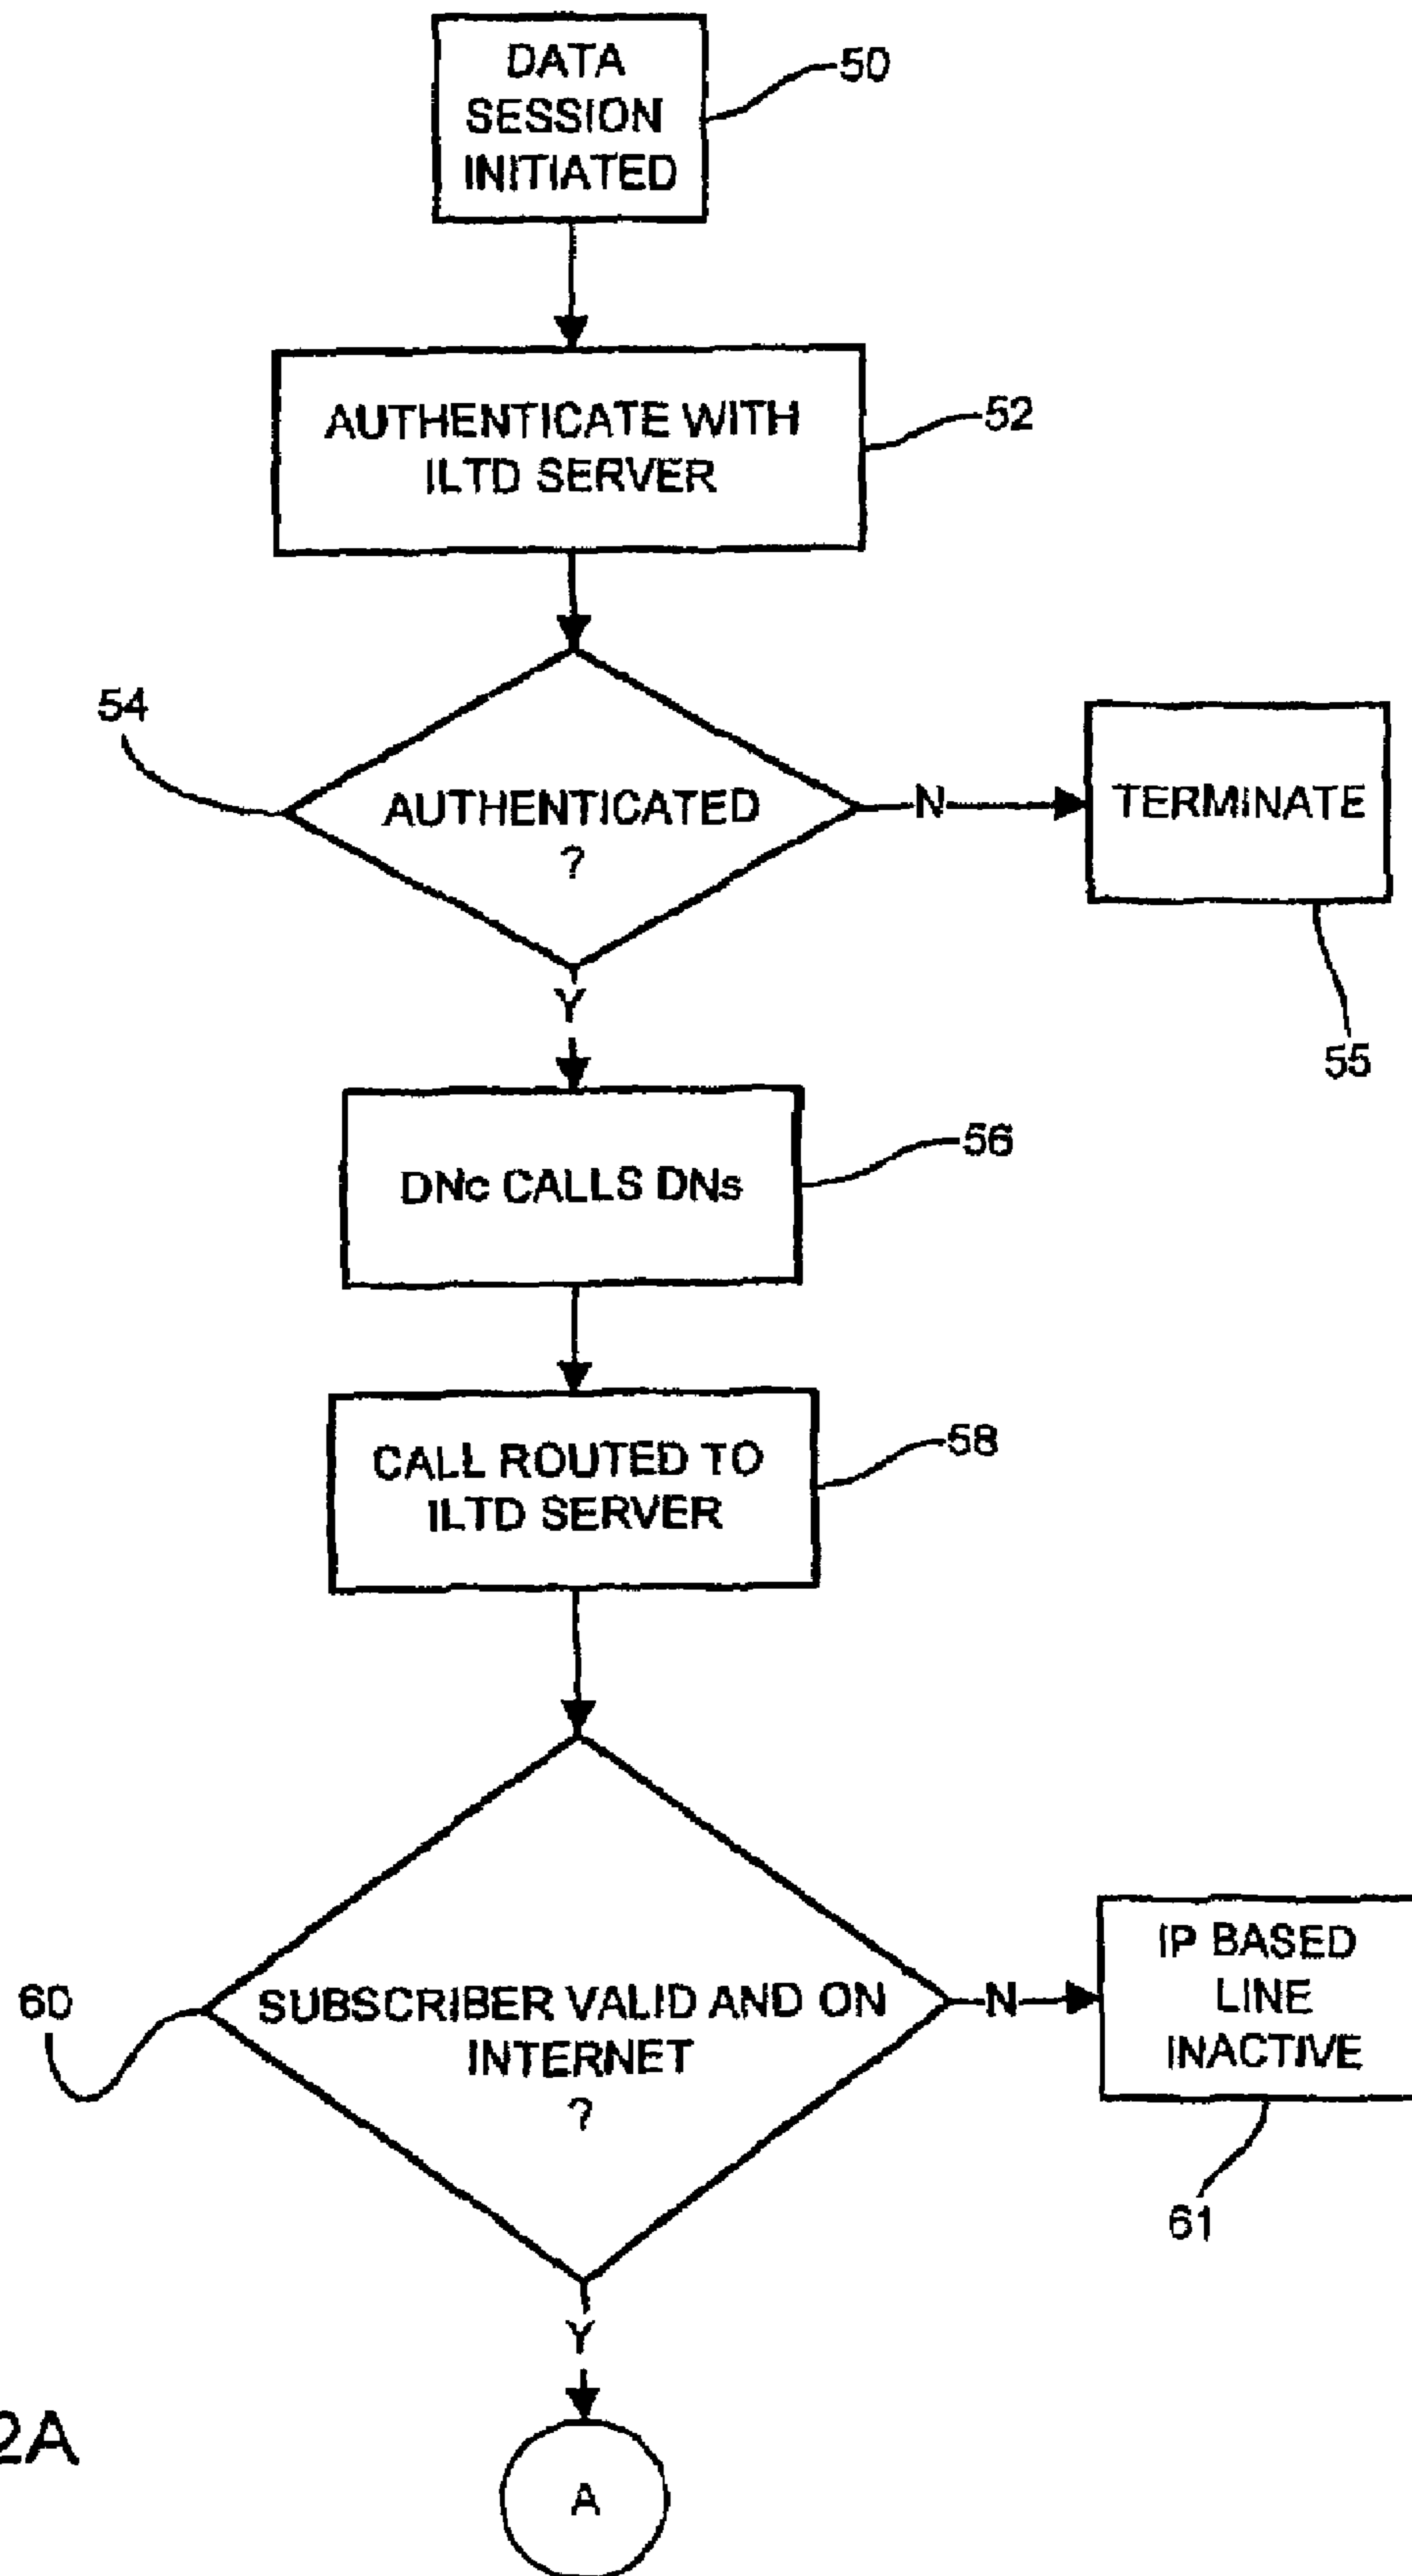 DATA
SESSION
INITIATED
50
AUTHENTICATE WITH
ILTD SERVER
52
54
AUTHENTICATED
?
N
TERMINATE
55
Y
DNc CALLS DNs
56
CALL ROUTED TO
ILTD SERVER
58
60
SUBSCRIBER VALID AND ON
INTERNET
?
N
IP BASED
LINE
INACTIVE
61
Y
2A
A